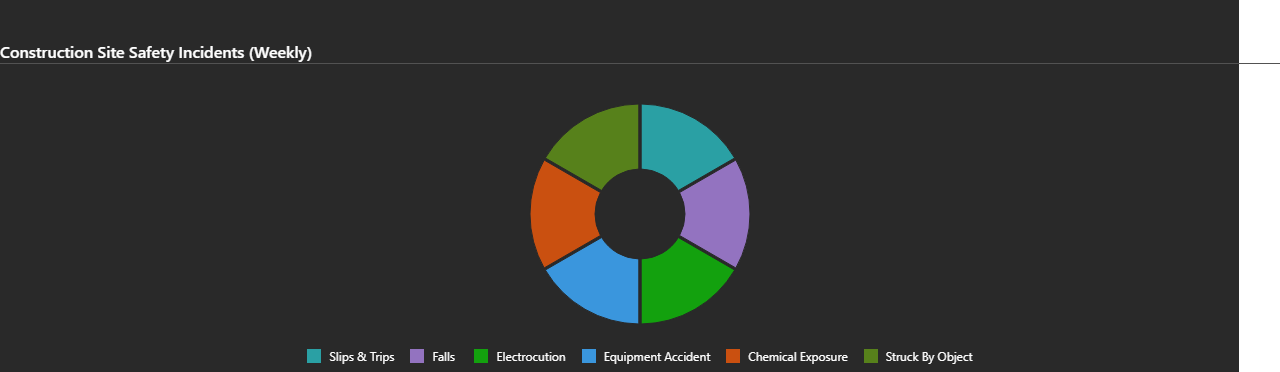 Construction Site Safety Incidents (Weekly)
Slips & Trips Falls Electrocution Equipment Accident Chemical Exposure Struck By Object